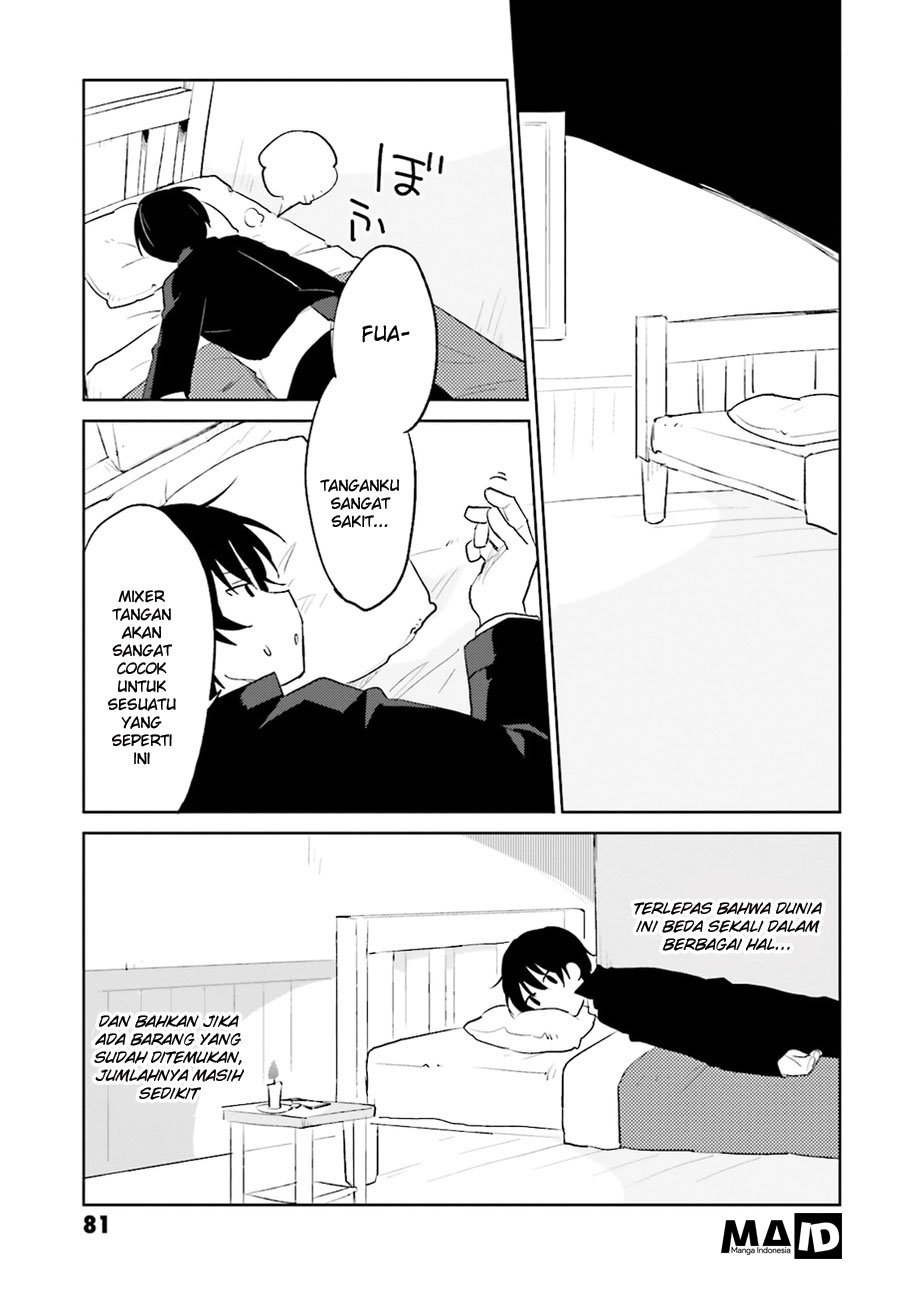 ぼふ
FUA-
TANGANKU
SANGAT
SAKIT...
MIXER
TANGAN
AKAN
SANGAT
COCOK
UNTUK
SESUATU
YANG
SEPERTI
INI
TERLEPAS BAHWA DUNIA
INI BEDA SEKALI DALAM
BERBAGAI HAL...
DAN BAHKAN JIKA
ADA BARANG YANG
SUDAH DITEMUKAN,
JUMLAHNYA MASIH
SEDIKIT
81
MAID
Manga Indonesia